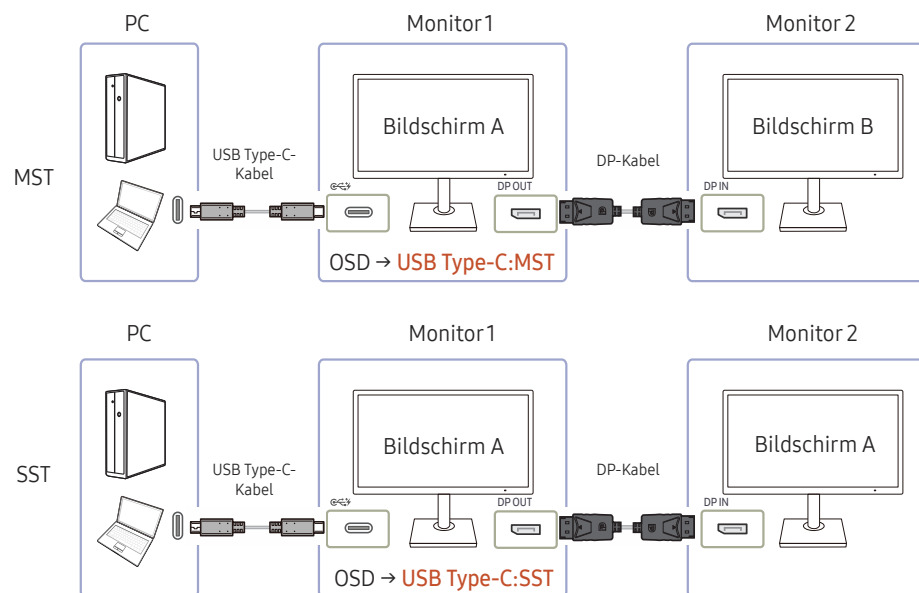 PC
Monitor 1
Monitor 2
MST
USB Type-C-
Kabel
Bildschirm A
DP OUT
DP-Kabel
DP IN
Bildschirm B
OSD → USB Type-C:MST
PC
Monitor 1
Monitor 2
SST
USB Type-C-
Kabel
Bildschirm A
DP OUT
DP-Kabel
DP IN
Bildschirm A
OSD → USB Type-C:SST